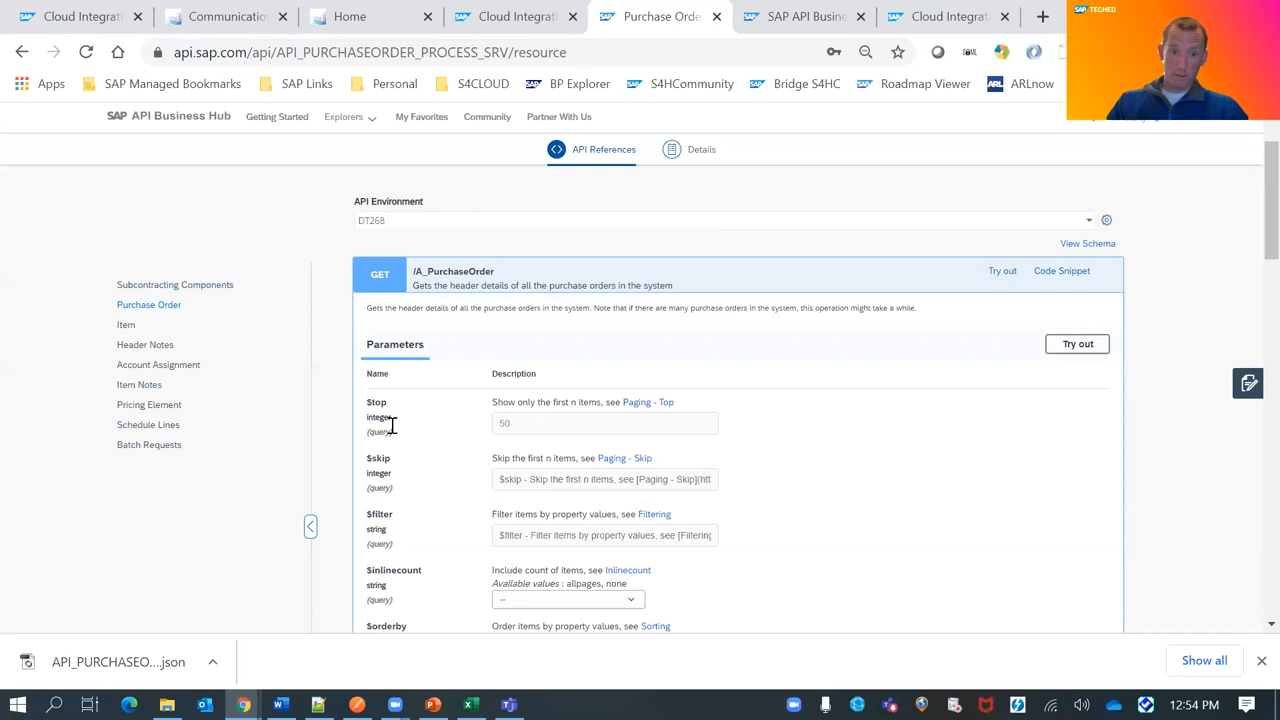 Cloud Integrati
Communication
Home
Cloud Integrat
Purchase Orde
SAP API Busine
Cloud Integrat
SAP TECHED
api.sap.com/api/API_PURCHASEORDER_PROCESS_SRV/resource
SAML
Apps
SAP Managed Bookmarks
SAP Links
Personal
S4CLOUD
BP Explorer
S4HCommunity
Bridge S4HC
Roadmap Viewer
ARL ARLnow
SAP API Business Hub
Getting Started
Explorers
My Favorites
Community
Partner With Us
API References
Details
API Environment
DT268
View Schema
GET
/A_PurchaseOrder
Gets the header details of all the purchase orders in the system
Try out
Code Snippet
Gets the header details of all the purchase orders in the system. Note that if there are many purchase orders in the system, this operation might take a while.
Subcontracting Components
Purchase Order
Item
Header Notes
Account Assignment
Item Notes
Pricing Element
Schedule Lines
Batch Requests
Parameters
Try out
Name
Description
$top
integer
(query)
Show only the first n items, see Paging - Top
50
$skip
integer
(query)
Skip the first n items, see Paging - Skip
$skip - Skip the first n items, see [Paging - Skip](htt
$filter
string
(query)
Filter items by property values, see Filtering
$filter - Filter items by property values, see [Filtering
$inlinecount
string
(query)
Include count of items, see Inlinecount
Available values : allpages, none
--
$orderby
Order items by property values, see Sorting
API_PURCHASEO....json
Show all
12:54 PM